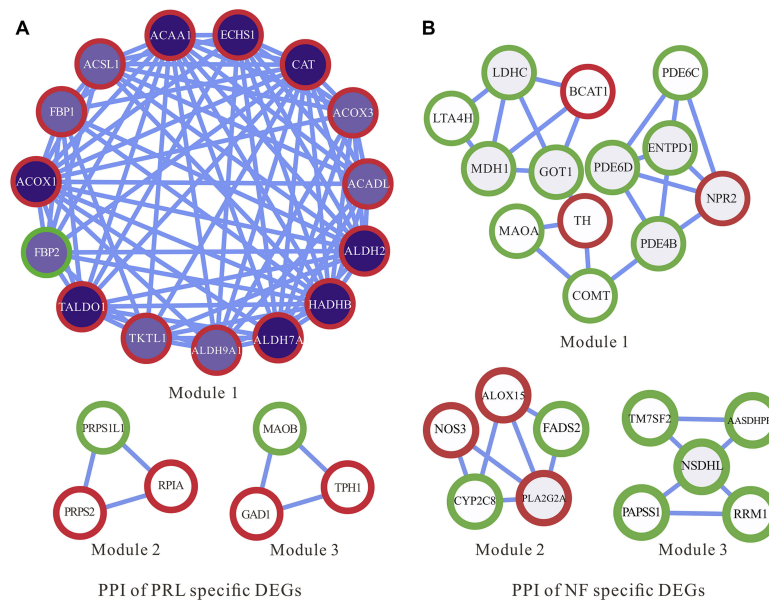 A
B
ACAA1
ECHS1
ACSL1
CAT
FBP1
ACOX3
ACOX1
ACADL
FBP2
ALDH2
TALDO1
HADHB
TKTL1
ALDH9A1
ALDH7A
Module 1
LDHC
BCAT1
PDE6C
LTA4H
MDH1
GOT1
ENTPD1
PDE6D
NPR2
MAOA
TH
PDE4B
COMT
Module 1
PRPS1L1
RPIA
PRPS2
Module 2
MAOB
TPH1
GAD1
Module 3
ALOX15
NOS3
FADS2
CYP2C8
PLA2G2A
Module 2
TM7SF2
NSDHL
PAPSS1
RRM1
Module 3
PPI of PRL specific DEGs
PPI of NF specific DEGs